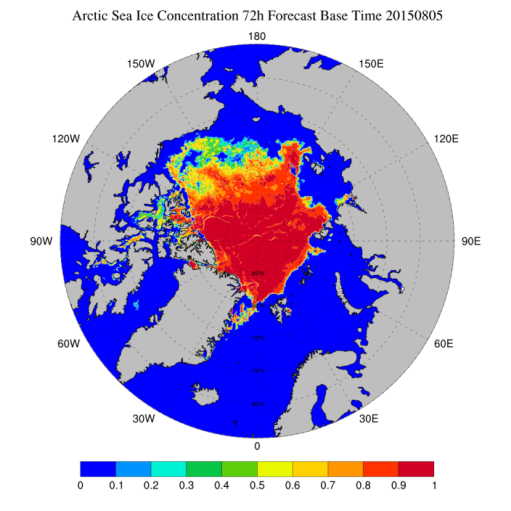 Arctic Sea Ice Concentration 72h Forecast Base Time 20150805
180
150W 150E
120W 120E
90W 90E
60W 60E
30W 30E
0
0 0.1 0.2 0.3 0.4 0.5 0.6 0.7 0.8 0.9 1